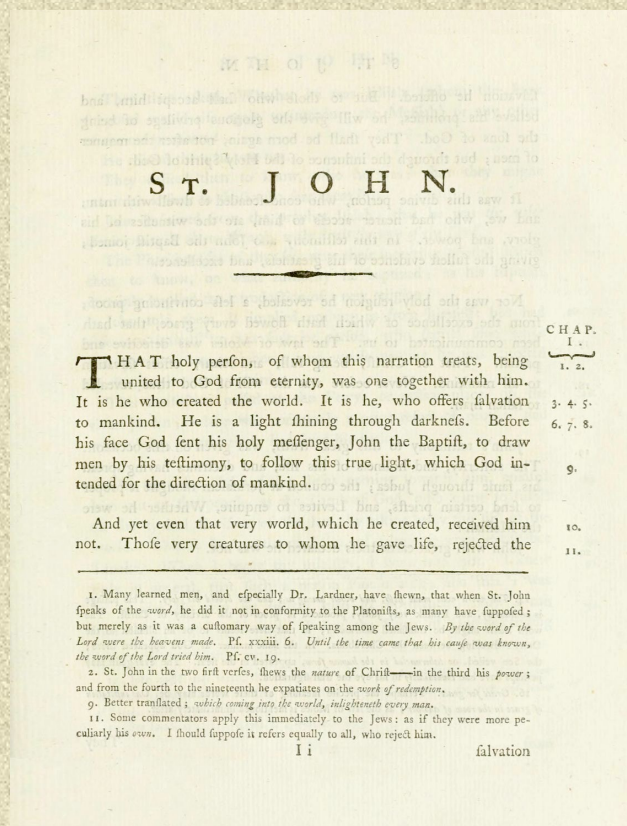 St. JOHN.
CHAP.
I.
THAT holy perſon, of whom this narration treats, being
1. 2.
united to God from eternity, was one together with him.
It is he who created the world. It is he, who offers ſalvation
3. 4. 5.
to mankind. He is a light ſhining through darkneſs. Before
6. 7. 8.
his face God ſent his holy meſſenger, John the Baptiſt, to draw
men by his teſtimony, to follow this true light, which God in-
9.
tended for the direction of mankind.
And yet even that very world, which he created, received him
10.
not. Thoſe very creatures to whom he gave life, rejected the
11.
1. Many learned men, and eſpecially Dr. Lardner, have ſhewn, that when St. John
ſpeaks of the word, he did it not in conformity to the Platoniſts, as many have ſuppoſed;
but merely as it was a cuſtomary way of ſpeaking among the Jews. By the word of the
Lord were the heavens made. Pſ. xxxiii. 6. Until the time came that his cauſe was known,
the word of the Lord tried him. Pſ. cv. 19.
2. St. John in the two firſt verſes, ſhews the nature of Chriſt——in the third his power;
and from the fourth to the nineteenth he expatiates on the work of redemption.
9. Better tranſlated; which coming into the world, inlighteneth every man.
11. Some commentators apply this immediately to the Jews: as if they were more pe-
culiarly his own. I ſhould ſuppoſe it refers equally to all, who reject him.
I i
ſalvation